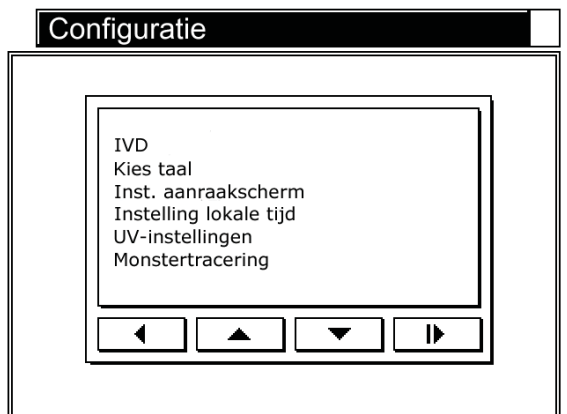 Configuratie
IVD
Kies taal
Inst. aanraakscherm
Instelling lokale tijd
UV-instellingen
Monstertracering